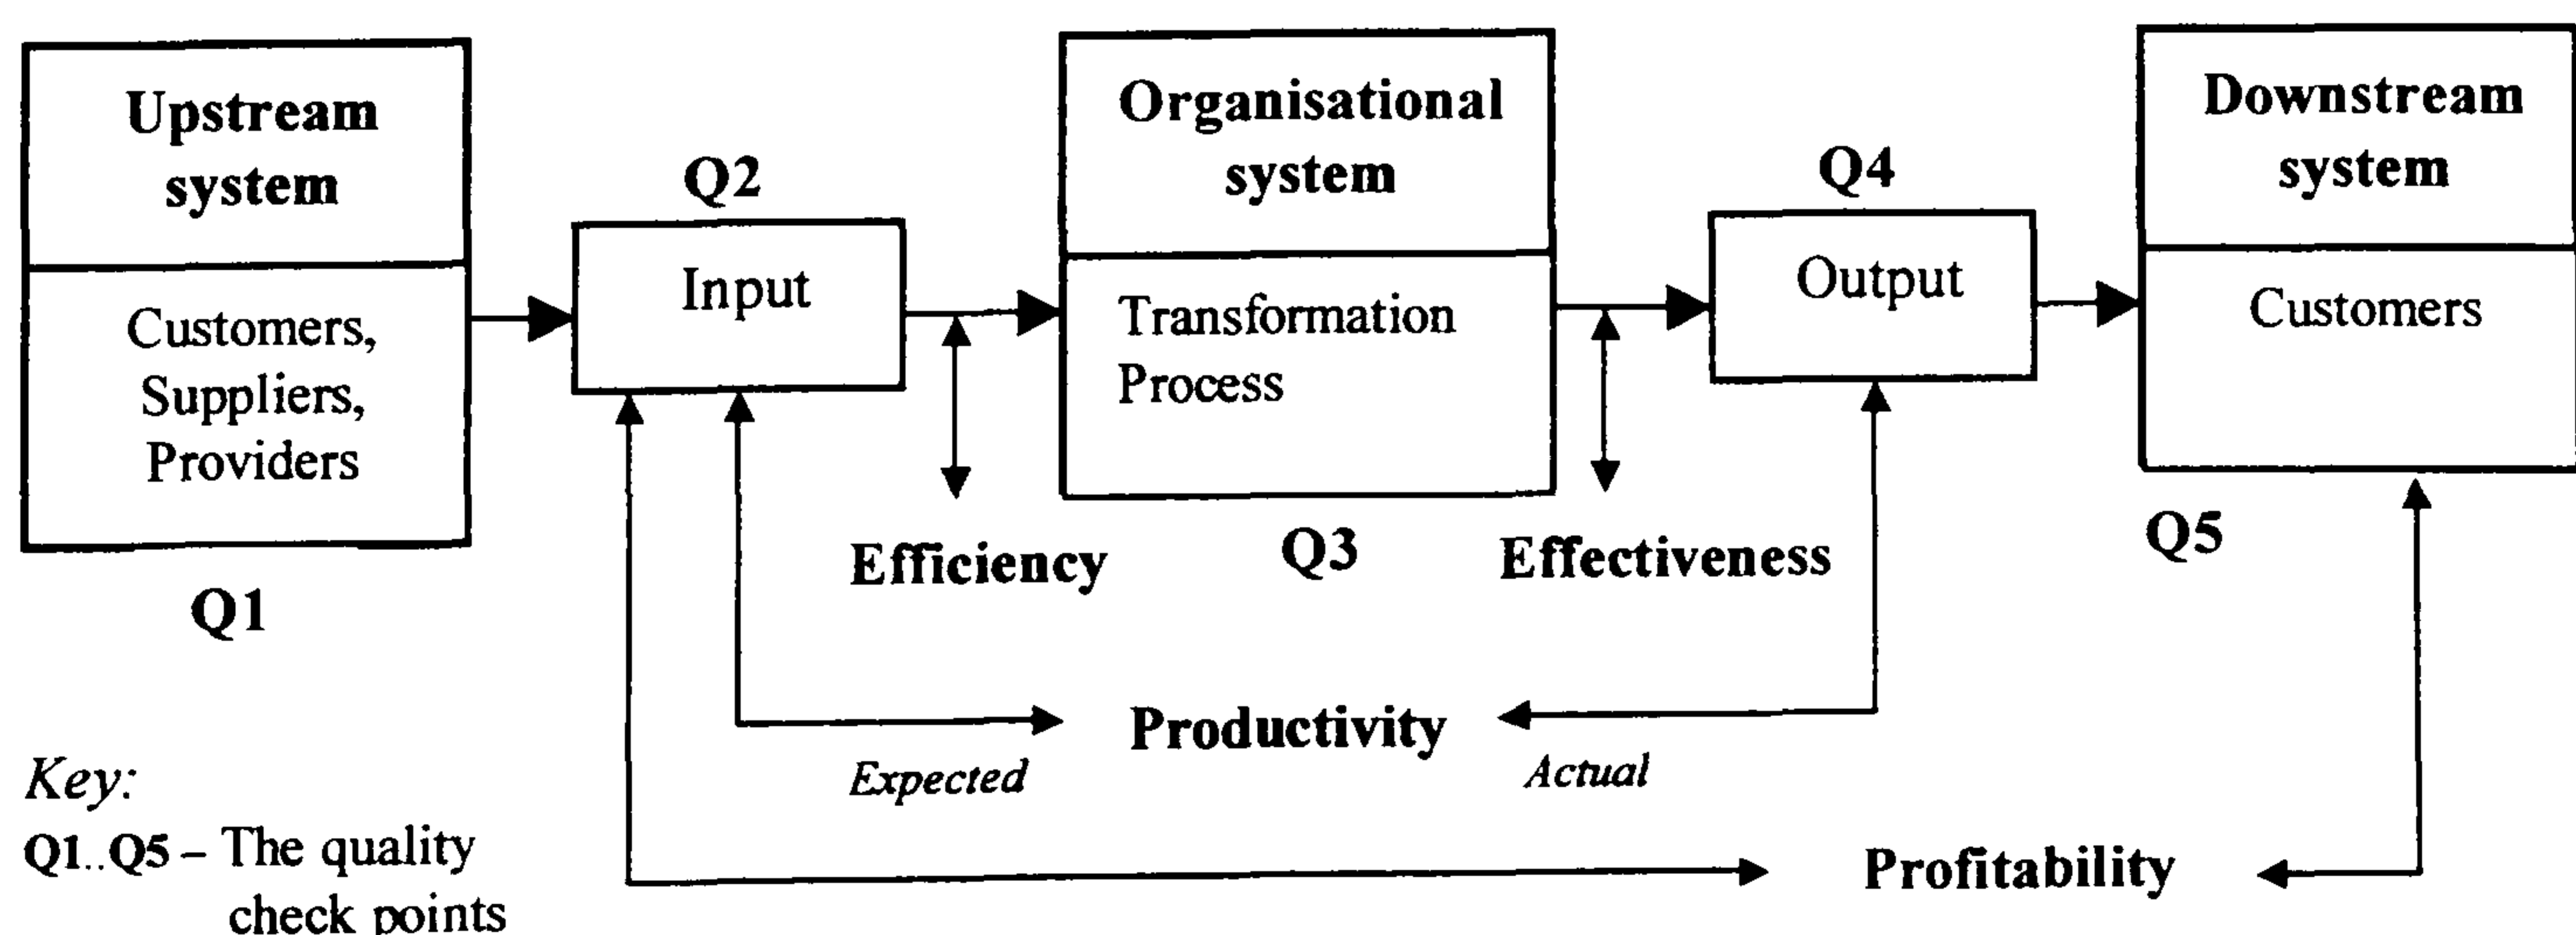 Upstream
system
Customers,
Suppliers,
Providers
Q1
Q2
Input
Organisational
system
Transformation
Process
Q3
Q4
Output
Downstream
system
Customers
Q5
Efficiency
Effectiveness
Productivity
Expected
Actual
Profitability
Key:
Q1..Q5 – The quality
check points